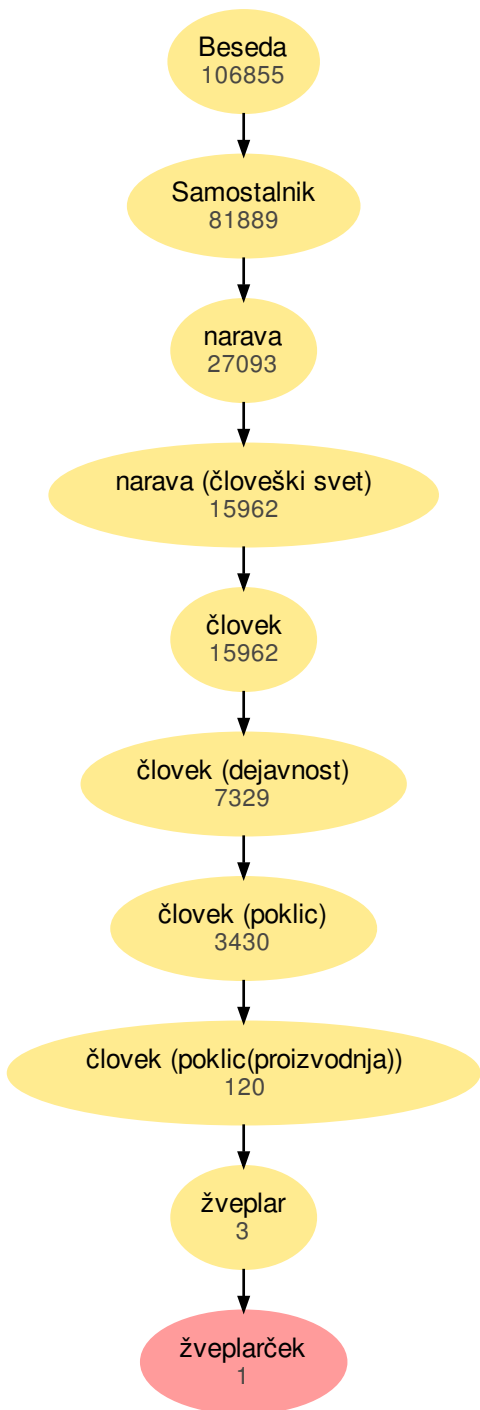 Beseda
106855
Samostalnik
81889
narava
27093
narava (človeški svet)
15962
človek
15962
človek (dejavnost)
7329
človek (poklic)
3430
človek (poklic(proizvodnja))
120
žveplar
3
žveplarček
1